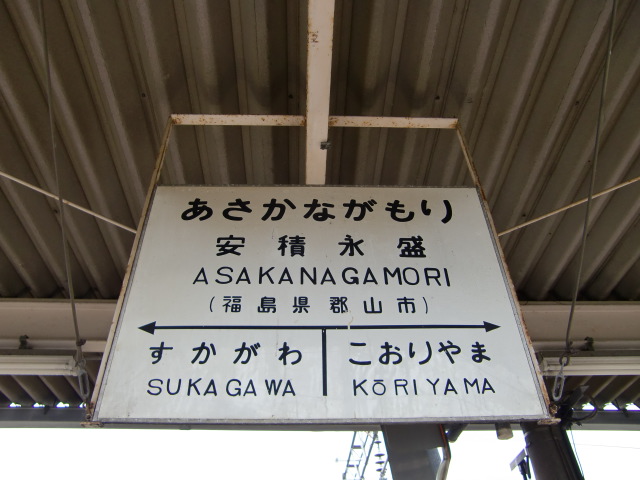 あさかながもり
安積永盛
ASAKANAGAMORI
(福島県郡山市)
すかがわ こおりやま
SUKAGAWA KŌRIYAMA